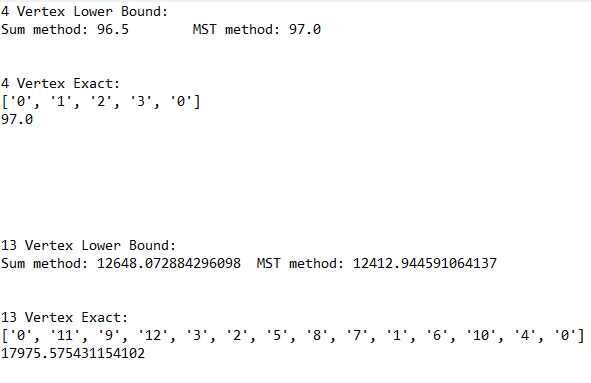 4 Vertex Lower Bound:
Sum method: 96.5        MST method: 97.0
4 Vertex Exact:
['0', '1', '2', '3', '0']
97.0
13 Vertex Lower Bound:
Sum method: 12648.072884296098  MST method: 12412.944591064137
13 Vertex Exact:
['0', '11', '9', '12', '3', '2', '5', '8', '7', '1', '6', '10', '4', '0']
17975.575431154102